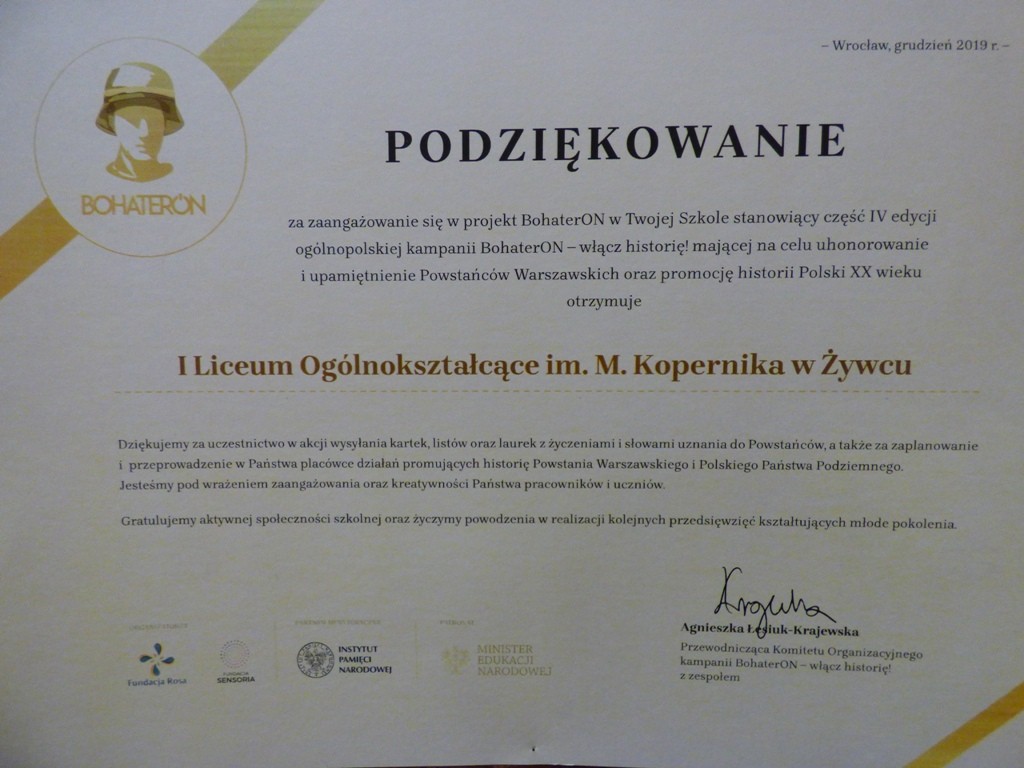 – Wrocław, grudzień 2019 r. –
BOHATERON
PODZIĘKOWANIE
za zaangażowanie się w projekt BohaterON w Twojej Szkole stanowiący część IV edycji
ogólnopolskiej kampanii BohaterON – włącz historię! mającej na celu uhonorowanie
i upamiętnienie Powstańców Warszawskich oraz promocję historii Polski XX wieku
otrzymuje
I Liceum Ogólnokształcące im. M. Kopernika w Żywcu
Dziękujemy za uczestnictwo w akcji wysyłania kartek, listów oraz laurek z życzeniami i słowami uznania do Powstańców, a także za zaplanowanie
i przeprowadzenie w Państwa placówce działań promujących historię Powstania Warszawskiego i Polskiego Państwa Podziemnego.
Jesteśmy pod wrażeniem zaangażowania oraz kreatywności Państwa pracowników i uczniów.
Gratulujemy aktywnej społeczności szkolnej oraz życzymy powodzenia w realizacji kolejnych przedsięwzięć kształtujących młode pokolenia.
Agnieszka Łesiuk-Krajewska
Przewodnicząca Komitetu Organizacyjnego
kampanii BohaterON – włącz historię!
z zespołem
Fundacja Rosa
FUNDACJA
SENSORIA
INSTYTUT
PAMIĘCI
NARODOWEJ
MINISTER
EDUKACJI
NARODOWEJ